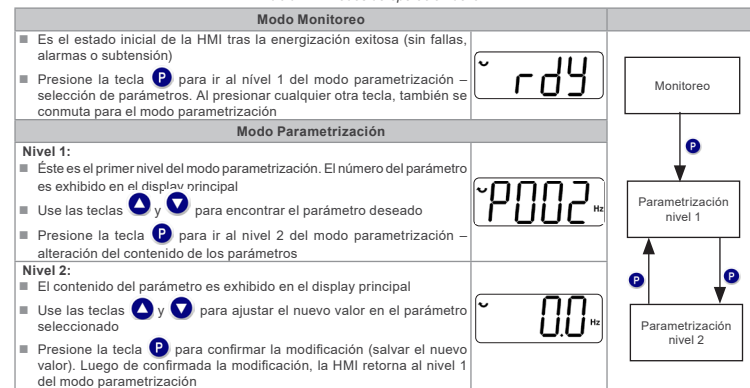 Modo Monitoreo
■ Es el estado inicial de la HMI tras la energización exitosa (sin fallas,
alarmas o subtensión)
■ Presione la tecla P para ir al nível 1 del modo parametrización –
selección de parámetros. Al presionar cualquier otra tecla, también se
conmuta para el modo parametrización
rdy
Modo Parametrización
Nivel 1:
■ Éste es el primer nivel del modo parametrización. El número del parámetro
es exhibido en el display principal
■ Use las teclas y para encontrar el parámetro deseado
■ Presione la tecla P para ir al nivel 2 del modo parametrización –
alteración del contenido de los parámetros
P002 Hz
Nivel 2:
■ El contenido del parámetro es exhibido en el display principal
■ Use las teclas y para ajustar el nuevo valor en el parámetro
seleccionado
■ Presione la tecla P para confirmar la modificación (salvar el nuevo
valor). Luego de confirmada la modificación, la HMI retorna al nivel 1
del modo parametrización
0.0 Hz
Monitoreo
P
Parametrización
nivel 1
P
P
Parametrización
nivel 2